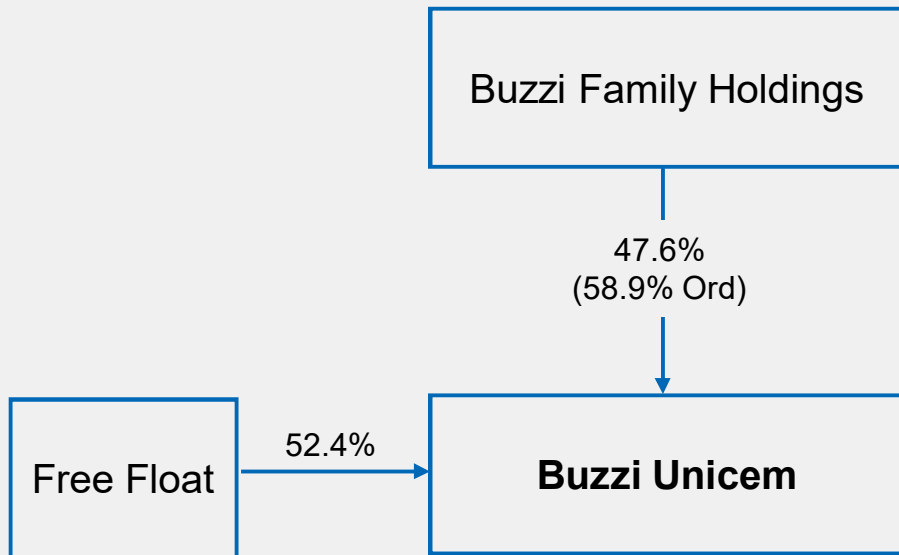 Buzzi Family Holdings
47.6%
(58.9% Ord)
52.4%
Free Float
Buzzi Unicem